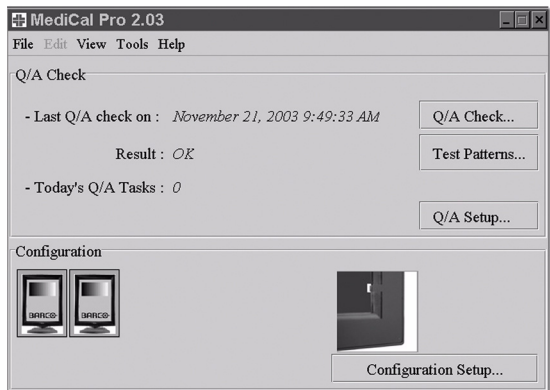 MediCal Pro 2.03
File Edit View Tools Help
Q/A Check
- Last Q/A check on : November 21, 2003 9:49:33 AM
Q/A Check...
Result : OK
Test Patterns...
- Today's Q/A Tasks : 0
Q/A Setup...
Configuration
BARCO BARCO
Configuration Setup...